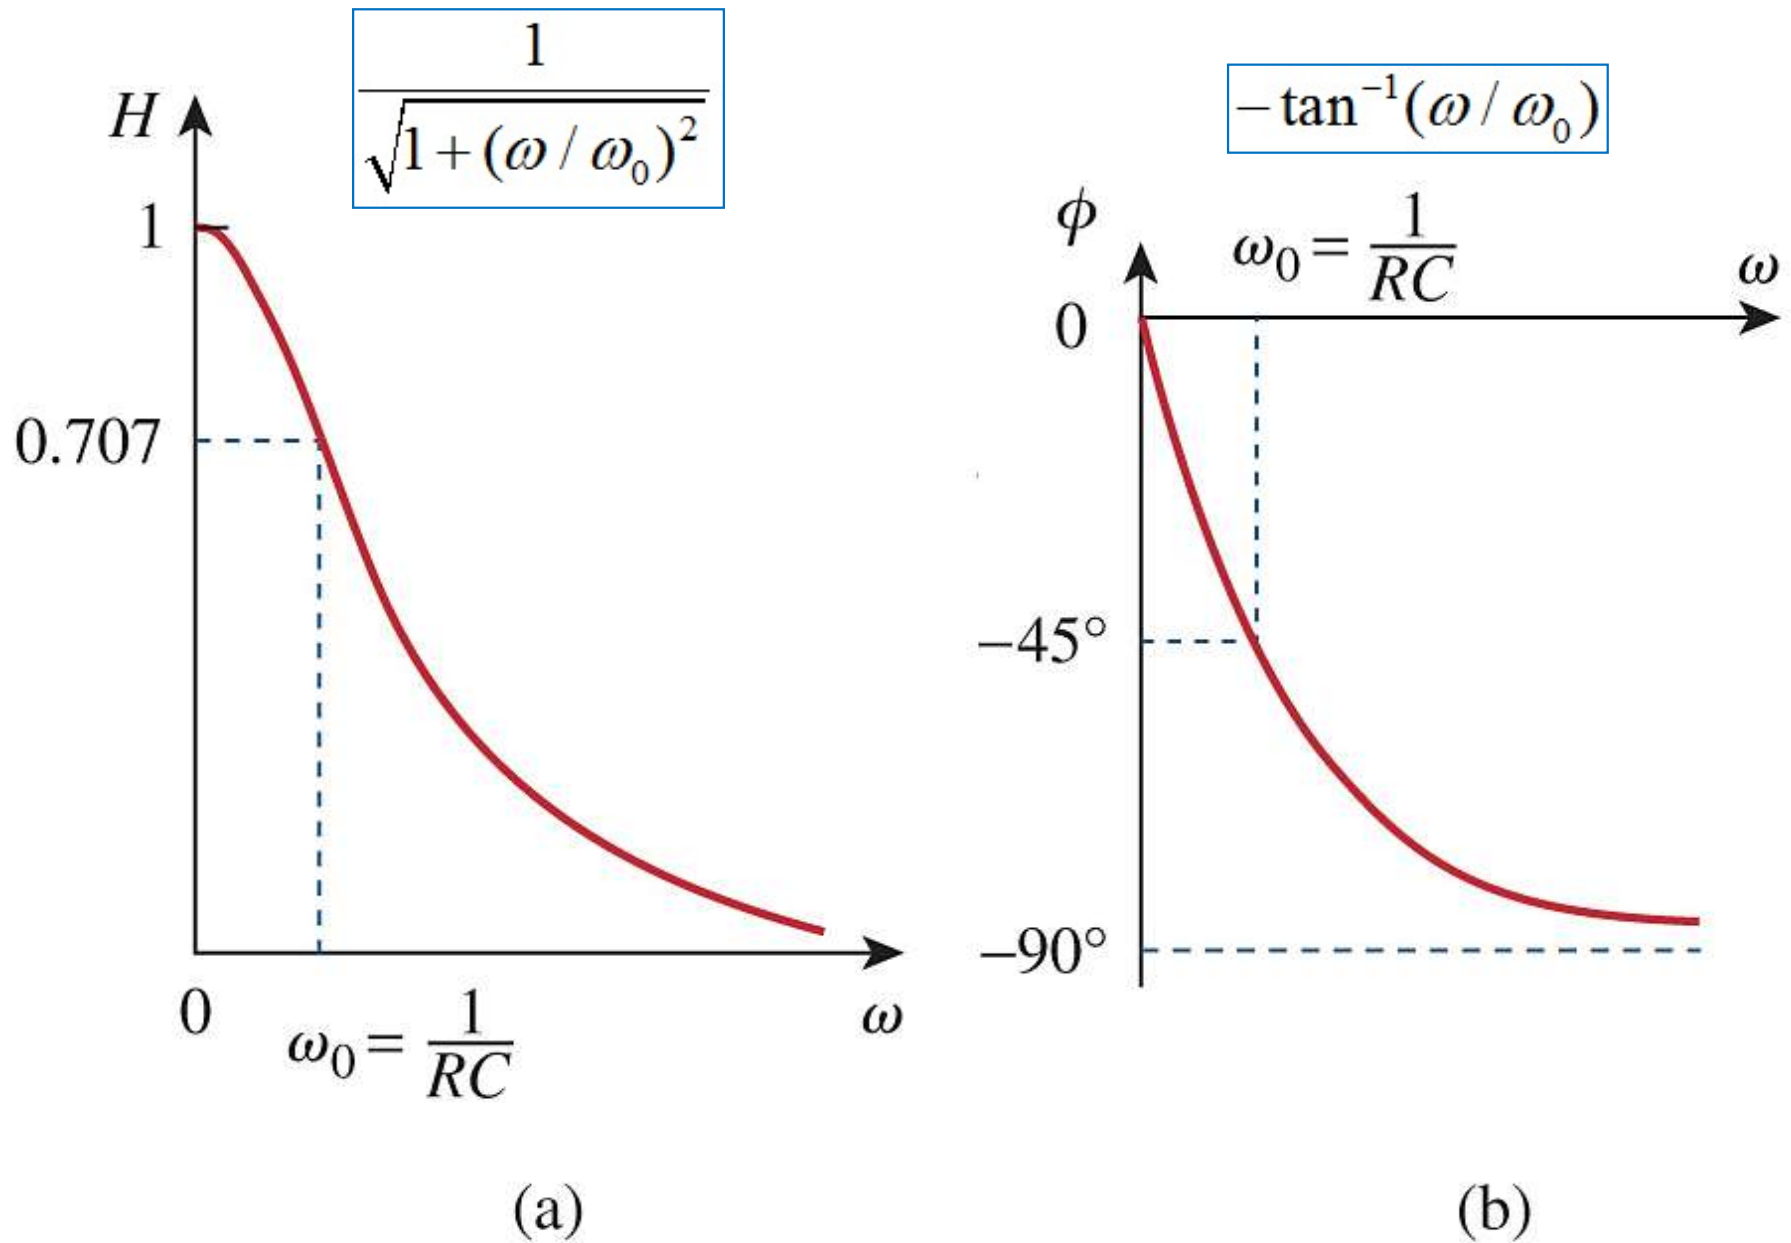 H
1 / √(1 + (ω / ω₀)²)
1
0.707
0
ω₀ = 1/RC
ω
(a)
− tan⁻¹(ω / ω₀)
ϕ
ω₀ = 1/RC
ω
0
−45°
−90°
(b)